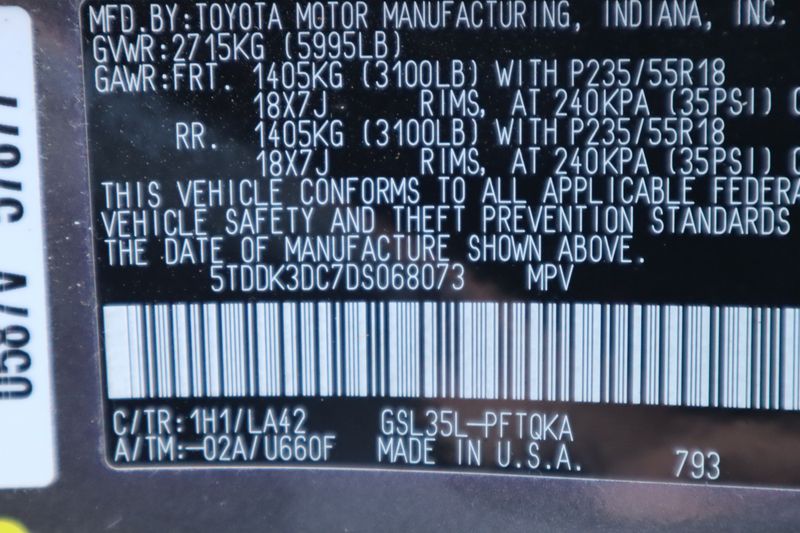 MFD.BY:TOYOTA MOTOR MANUFACTURING, INDIANA, INC.
GVWR:2715KG (5995LB)
GAWR:FRT. 1405KG (3100LB) WITH P235/55R18
18X7J RIMS, AT 240KPA (35PSI)
RR. 1405KG (3100LB) WITH P235/55R18
18X7J RIMS, AT 240KPA (35PSI)
THIS VEHICLE CONFORMS TO ALL APPLICABLE FEDERA
VEHICLE SAFETY AND THEFT PREVENTION STANDARDS
THE DATE OF MANUFACTURE SHOWN ABOVE.
5TDDK3DC7DS068073 MPV
C/TR:1H1/LA42 GSL35L-PFTQKA
A/TM:-02A/U660F MADE IN U.S.A. 793